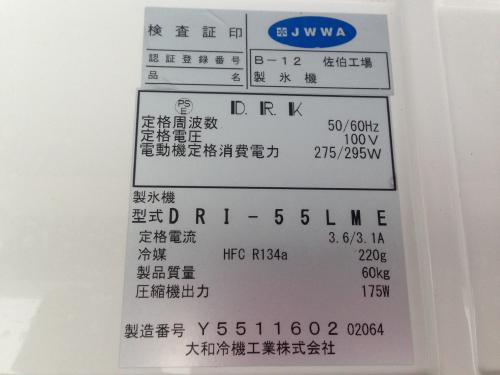 検査証印 JWWA
認証登録番号 B-12 佐伯工場
品名 製氷機
PS E D.R.K
定格周波数 50/60Hz
定格電圧 100V
電動機定格消費電力 275/295W
製氷機
型式 DRI-55LME
定格電流 3.6/3.1A
冷媒 HFC R134a 220g
製品質量 60kg
圧縮機出力 175W
製造番号 Y5511602 02064
大和冷機工業株式会社